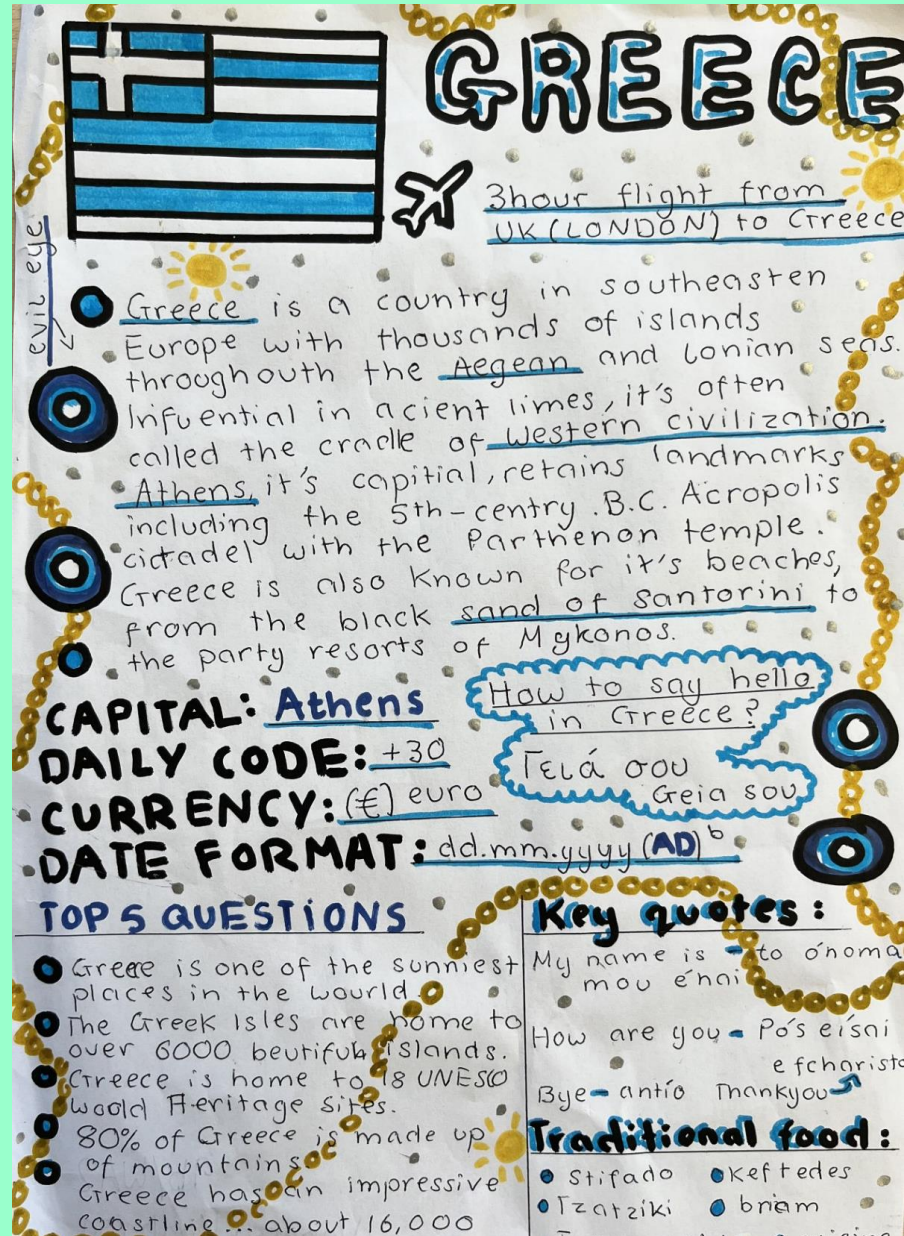 GREECE
3hour flight from
UK (LONDON) to Greece
evil eye
Greece is a country in southeasten
Europe with thousands of islands
throughouth the Aegean and Ionian seas.
Infuential in acient limes, it's often
called the cradle of western civilization.
Athens, it's capitial, retains landmarks
including the 5th-centry .B.C. Acropolis
citadel with the Parthenon temple.
Greece is also known for it's beaches,
from the black sand of santorini to
the party resorts of Mykonos.
CAPITAL: Athens
DAILY CODE: +30
CURRENCY: (€) euro
DATE FORMAT: dd.mm.yyyy (AD) b
How to say hello
in Greece?
Γειά σου
Geia sou
TOP 5 QUESTIONS
Greece is one of the sunniest
places in the wourld
The Greek Isles are home to
over 6000 beutifuk islands.
Greece is home to 18 UNESCO
woold Heritage sites.
80% of Greece is made up
of mountains
Greece has an impressive
coastline... about 16,000
Key quotes:
My name is - to ónoma
mou énai
How are you - Pós eísai
efcharisto
Bye - antío Thankyou
Traditional food:
Stifado Keftedes
Tzatziki briam